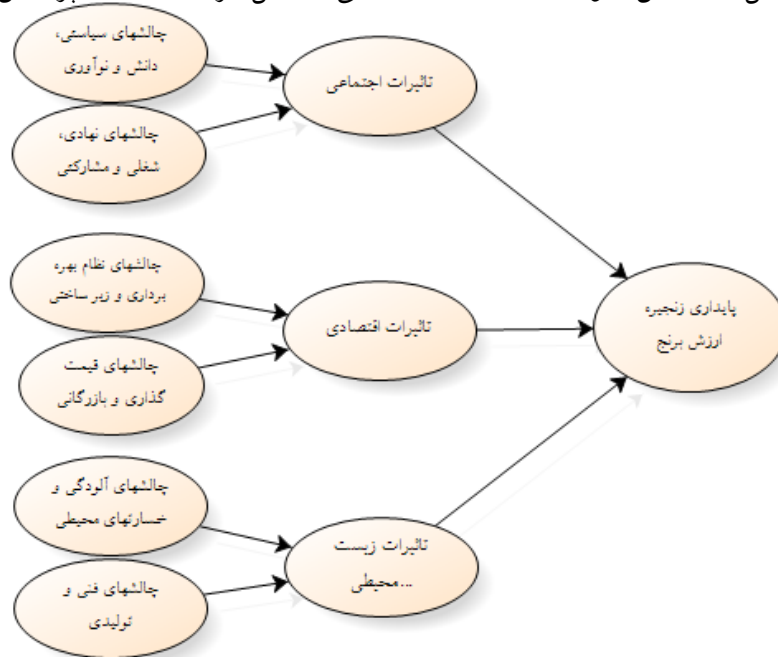 چالشهای سیاستی،
دانش و نوآوری
تاثیرات اجتماعی
چالشهای نهادی،
شغلی و مشارکتی
چالشهای نظام بهره
برداری و زیر ساختی
تاثیرات اقتصادی
پایداری زنجیره
ارزش برنج
چالشهای قیمت
گذاری و بازرگانی
چالشهای آلودگی و
خسارتهای محیطی
تاثیرات زیست
محیطی...
چالشهای فنی و
تولیدی